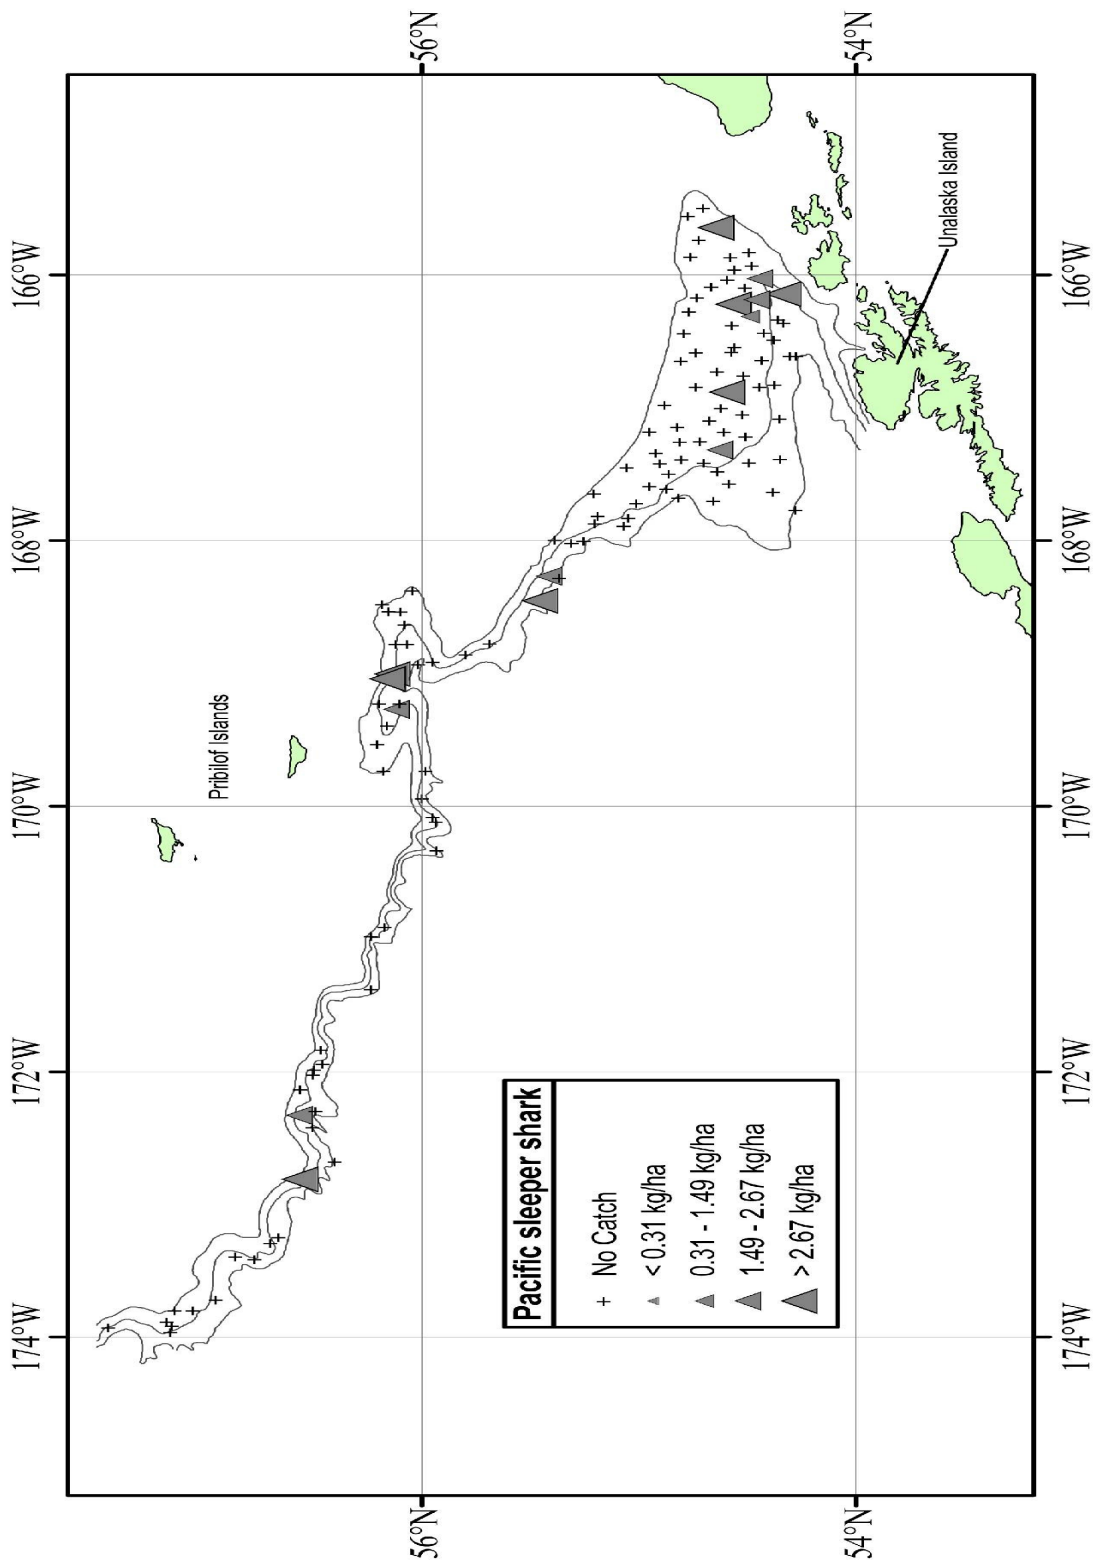 174°W
172°W
170°W
168°W
166°W
56°N
56°N
54°N
54°N
Pribilof Islands
Unalaska Island
Pacific sleeper shark
No Catch
< 0.31 kg/ha
0.31 - 1.49 kg/ha
1.49 - 2.67 kg/ha
> 2.67 kg/ha
174°W
172°W
170°W
168°W
166°W